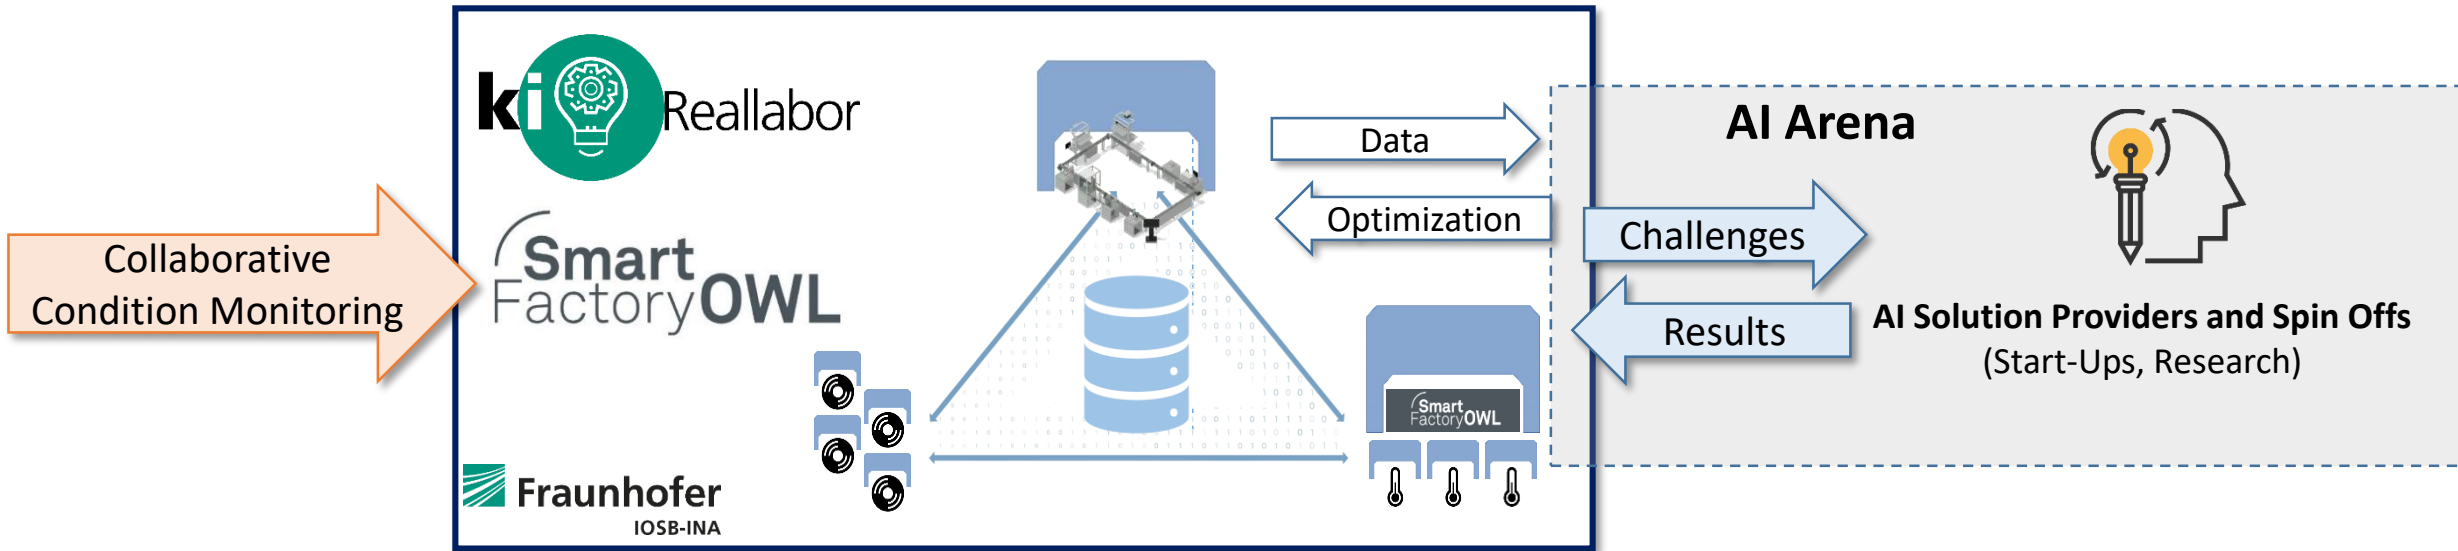 Collaborative
Condition Monitoring
ki Reallabor
Smart
FactoryOWL
Fraunhofer
IOSB-INA
Data
Optimization
Smart
FactoryOWL
AI Arena
Challenges
Results
AI Solution Providers and Spin Offs
(Start-Ups, Research)